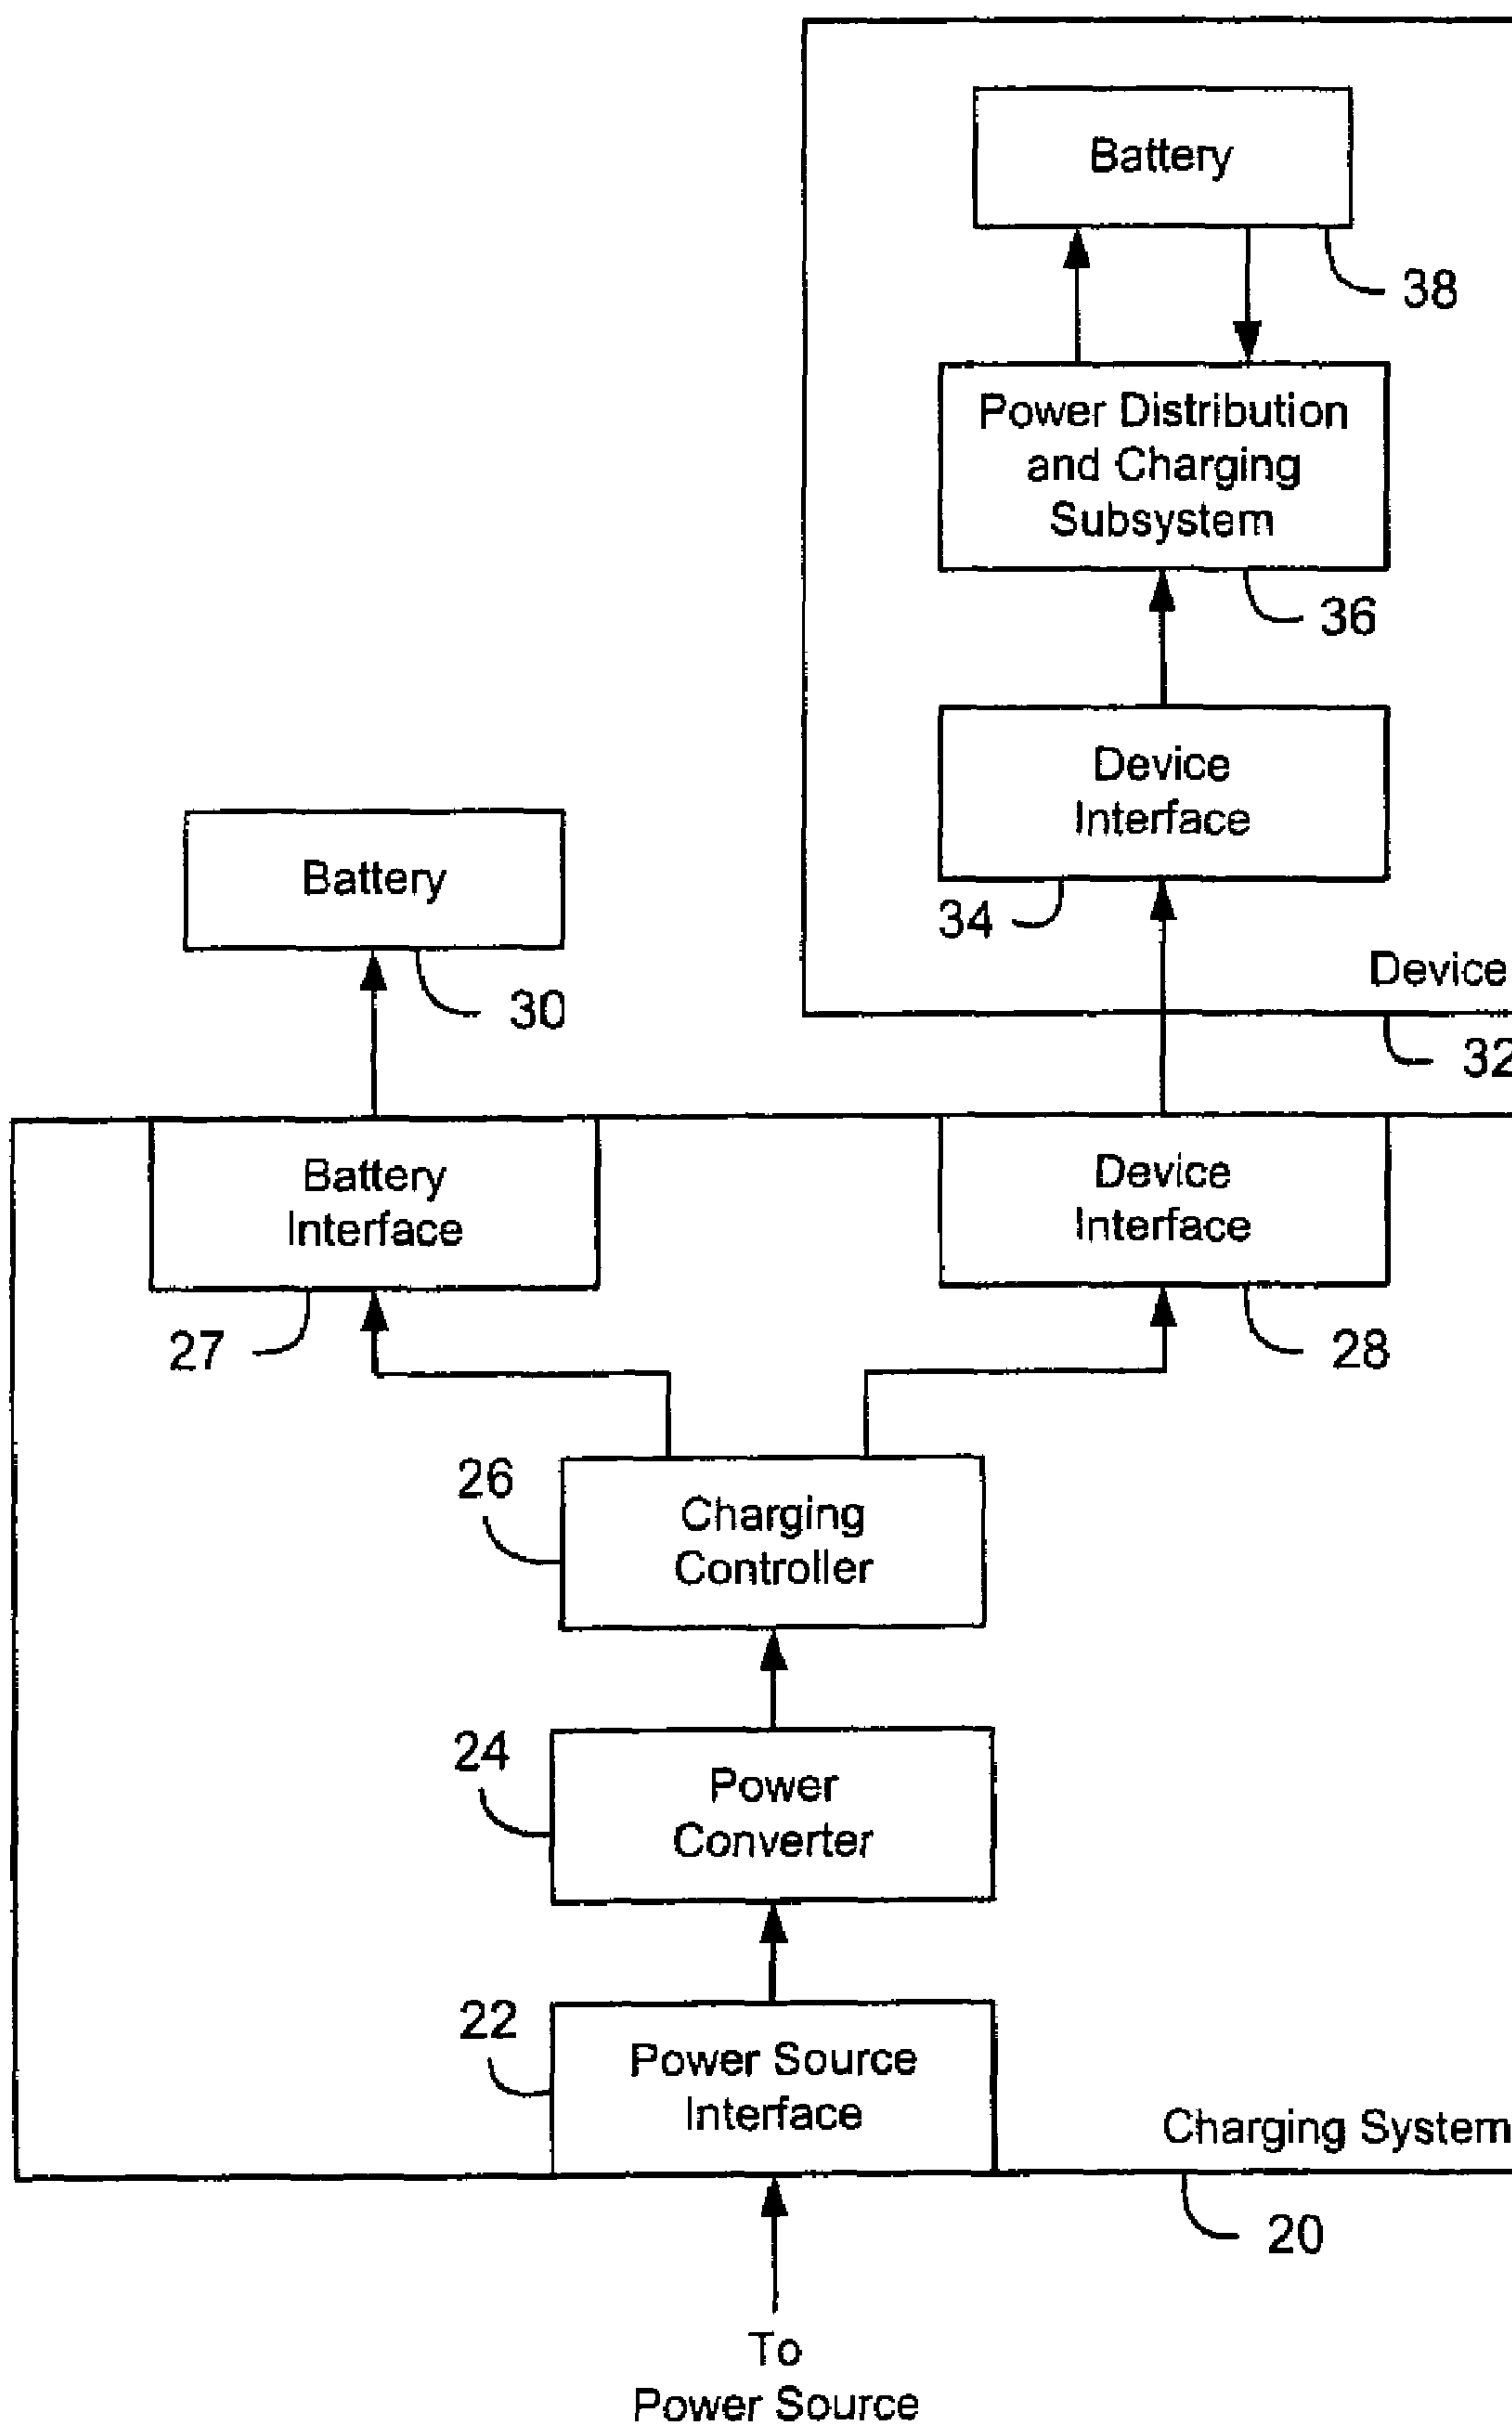 Battery
38
Power Distribution
and Charging
Subsystem
36
Device
Interface
34
Device
32
Battery
30
Battery
Interface
27
Device
Interface
28
26
Charging
Controller
24
Power
Converter
22
Power Source
Interface
Charging System
20
To
Power Source